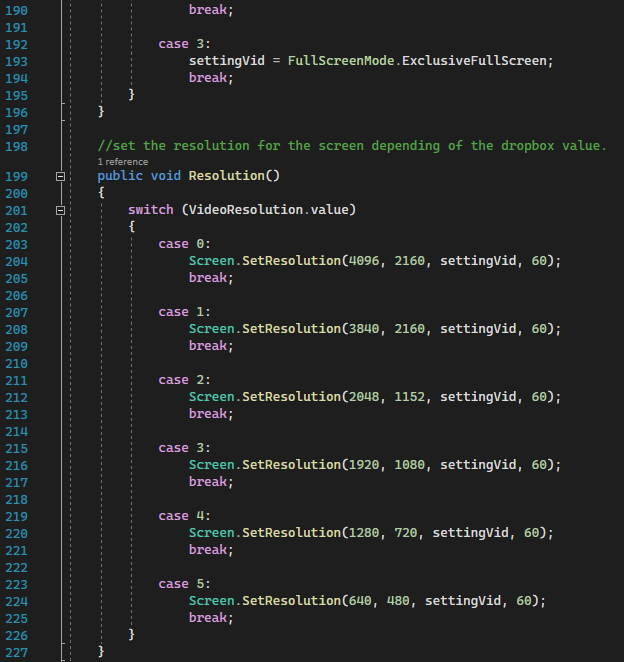 190 break;
191
192 case 3:
193 settingVid = FullScreenMode.ExclusiveFullScreen;
194 break;
195 }
196 }
197
198 //set the resolution for the screen depending of the dropbox value.
1 reference
199 public void Resolution()
200 {
201 switch (VideoResolution.value)
202 {
203 case 0:
204 Screen.SetResolution(4096, 2160, settingVid, 60);
205 break;
206
207 case 1:
208 Screen.SetResolution(3840, 2160, settingVid, 60);
209 break;
210
211 case 2:
212 Screen.SetResolution(2048, 1152, settingVid, 60);
213 break;
214
215 case 3:
216 Screen.SetResolution(1920, 1080, settingVid, 60);
217 break;
218
219 case 4:
220 Screen.SetResolution(1280, 720, settingVid, 60);
221 break;
222
223 case 5:
224 Screen.SetResolution(640, 480, settingVid, 60);
225 break;
226 }
227 }